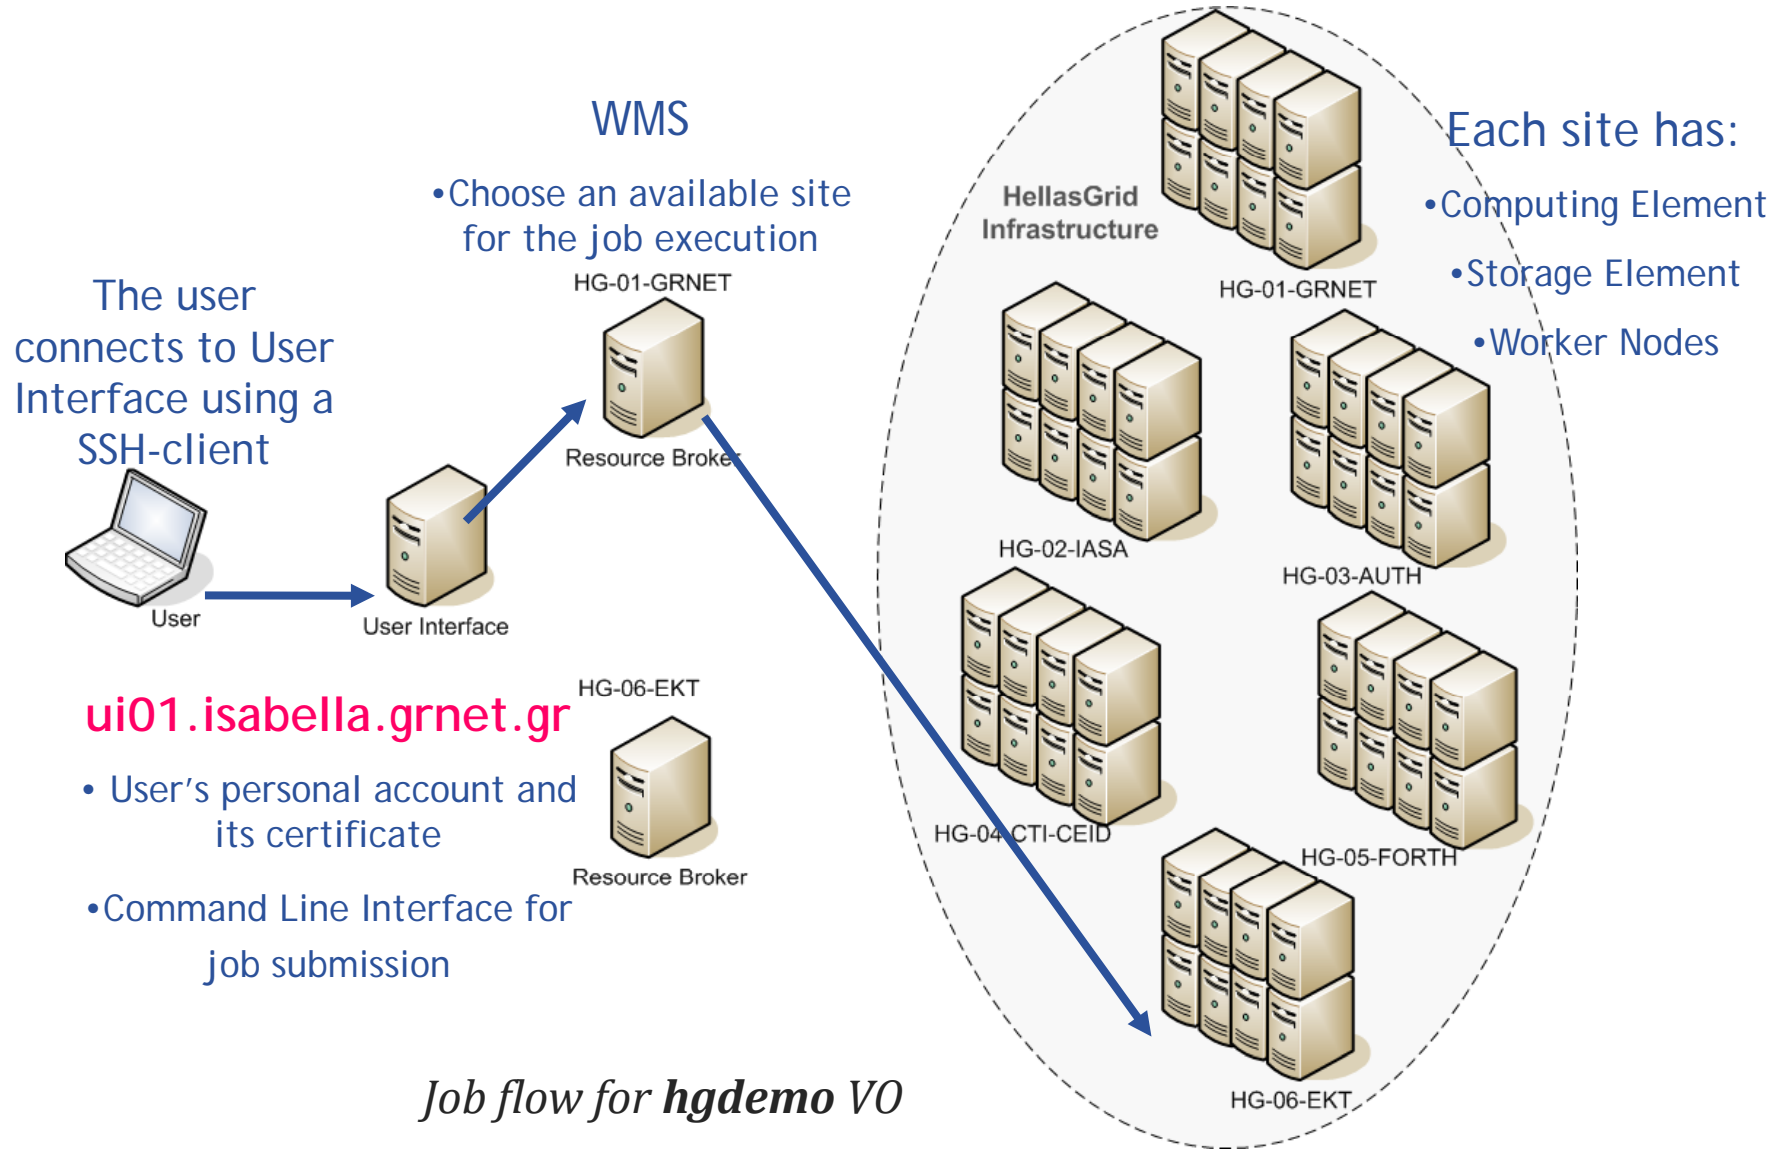 WMS
•Choose an available site
for the job execution
HG-01-GRNET
Resource Broker
The user
connects to User
Interface using a
SSH-client
User
User Interface
ui01.isabella.grnet.gr
• User's personal account and
its certificate
•Command Line Interface for
job submission
HG-06-EKT
Resource Broker
HellasGrid
Infrastructure
HG-01-GRNET
HG-02-IASA
HG-03-AUTH
HG-04-CTI-CEID
HG-05-FORTH
HG-06-EKT
Each site has:
•Computing Element
•Storage Element
•Worker Nodes
Job flow for hgdemo VO